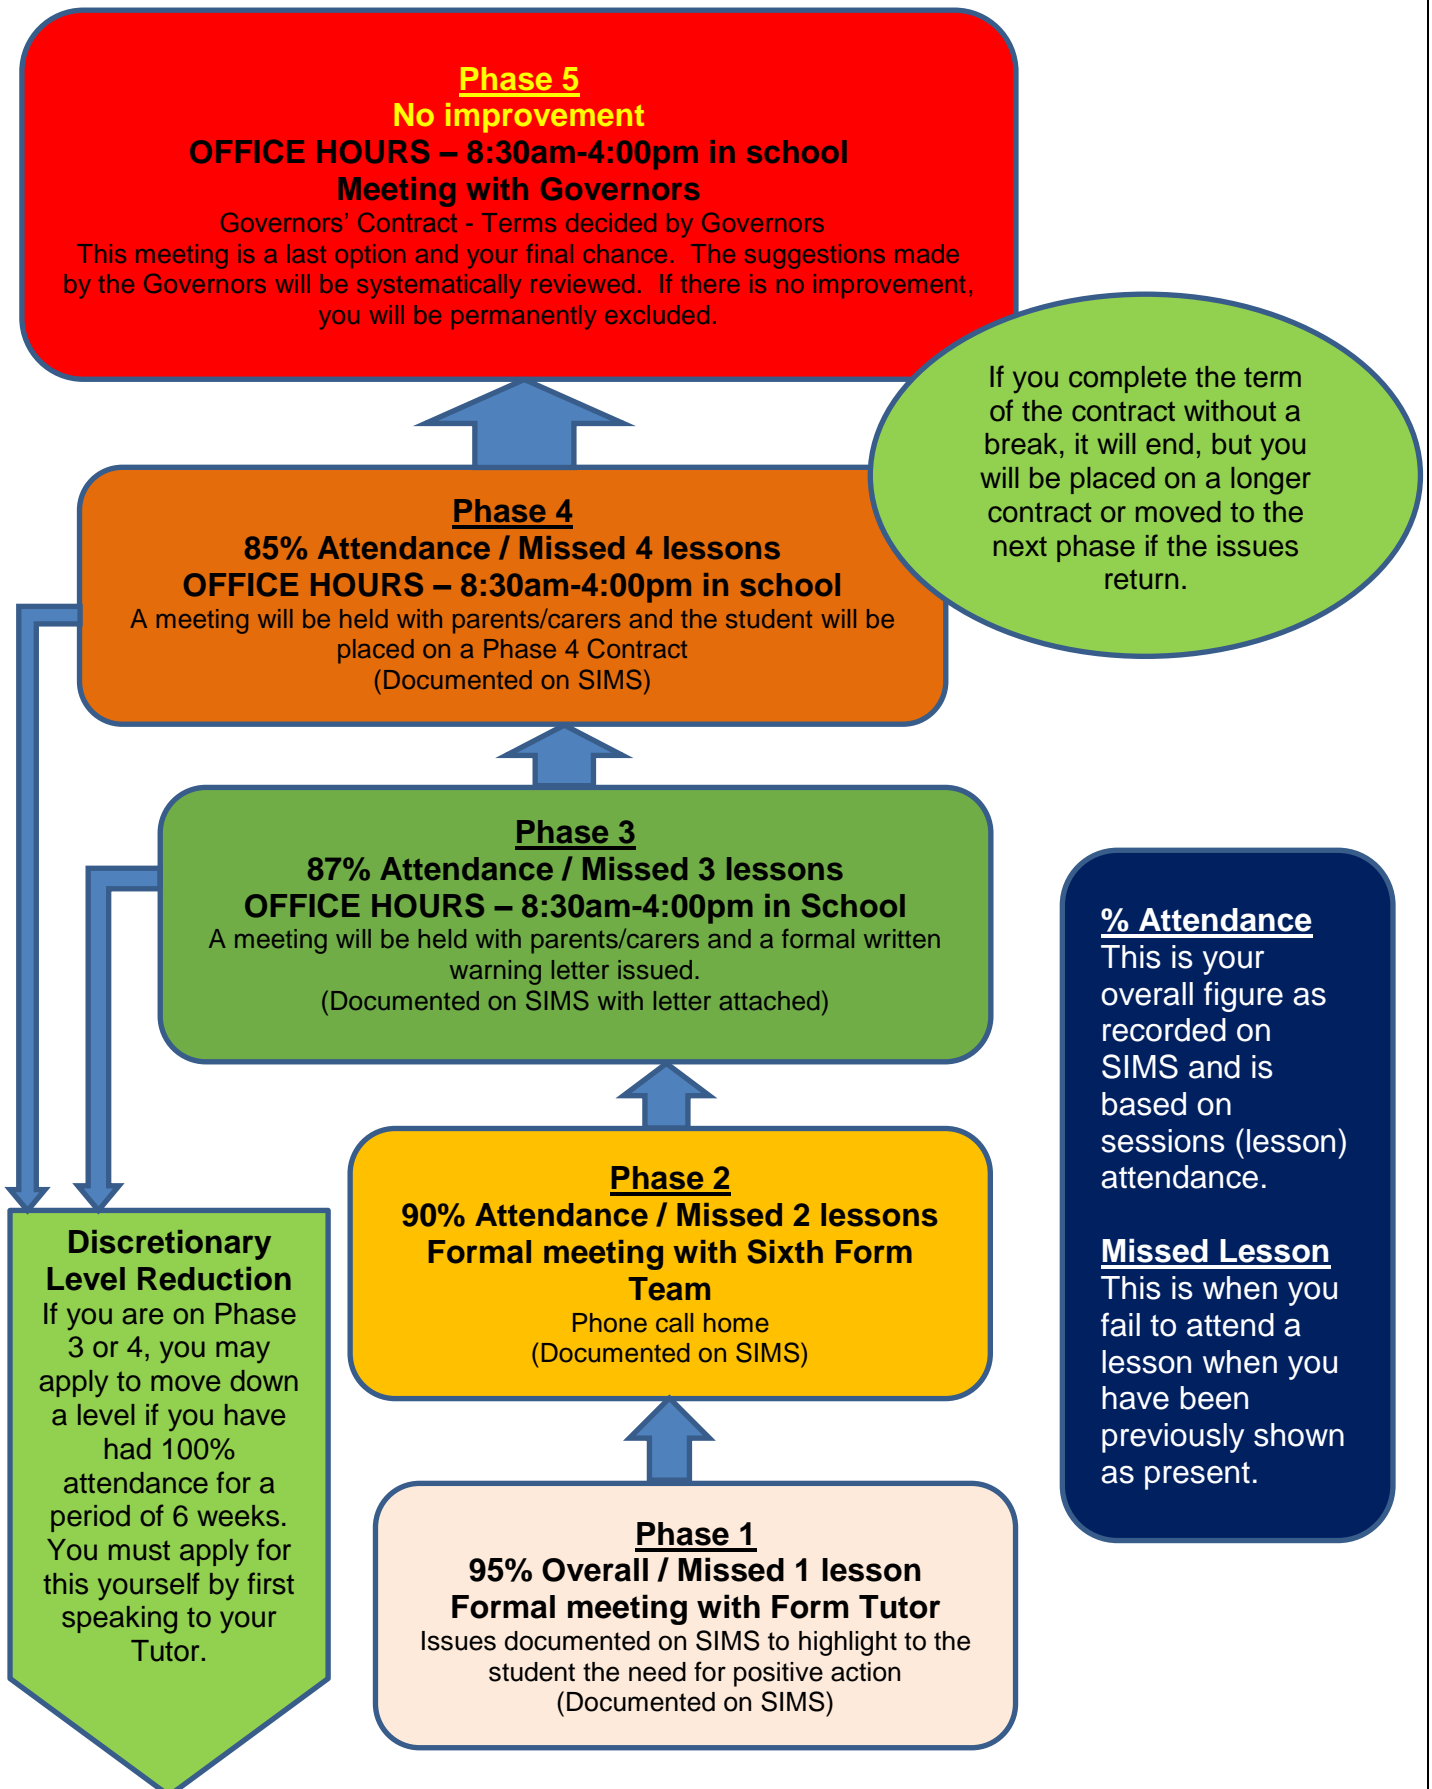 Phase 5
No improvement
OFFICE HOURS – 8:30am-4:00pm in school
Meeting with Governors
Governors’ Contract - Terms decided by Governors
This meeting is a last option and your final chance.  The suggestions made
by the Governors will be systematically reviewed.  If there is no improvement,
you will be permanently excluded.
If you complete the term
of the contract without a
break, it will end, but you
will be placed on a longer
contract or moved to the
next phase if the issues
return.
Phase 4
85% Attendance / Missed 4 lessons
OFFICE HOURS – 8:30am-4:00pm in school
A meeting will be held with parents/carers and the student will be
placed on a Phase 4 Contract
(Documented on SIMS)
Phase 3
87% Attendance / Missed 3 lessons
OFFICE HOURS – 8:30am-4:00pm in School
A meeting will be held with parents/carers and a formal written
warning letter issued.
(Documented on SIMS with letter attached)
% Attendance
This is your
overall figure as
recorded on
SIMS and is
based on
sessions (lesson)
attendance.
Missed Lesson
This is when you
fail to attend a
lesson when you
have been
previously shown
as present.
Phase 2
90% Attendance / Missed 2 lessons
Formal meeting with Sixth Form
Team
Phone call home
(Documented on SIMS)
Discretionary
Level Reduction
If you are on Phase
3 or 4, you may
apply to move down
a level if you have
had 100%
attendance for a
period of 6 weeks.
You must apply for
this yourself by first
speaking to your
Tutor.
Phase 1
95% Overall / Missed 1 lesson
Formal meeting with Form Tutor
Issues documented on SIMS to highlight to the
student the need for positive action
(Documented on SIMS)